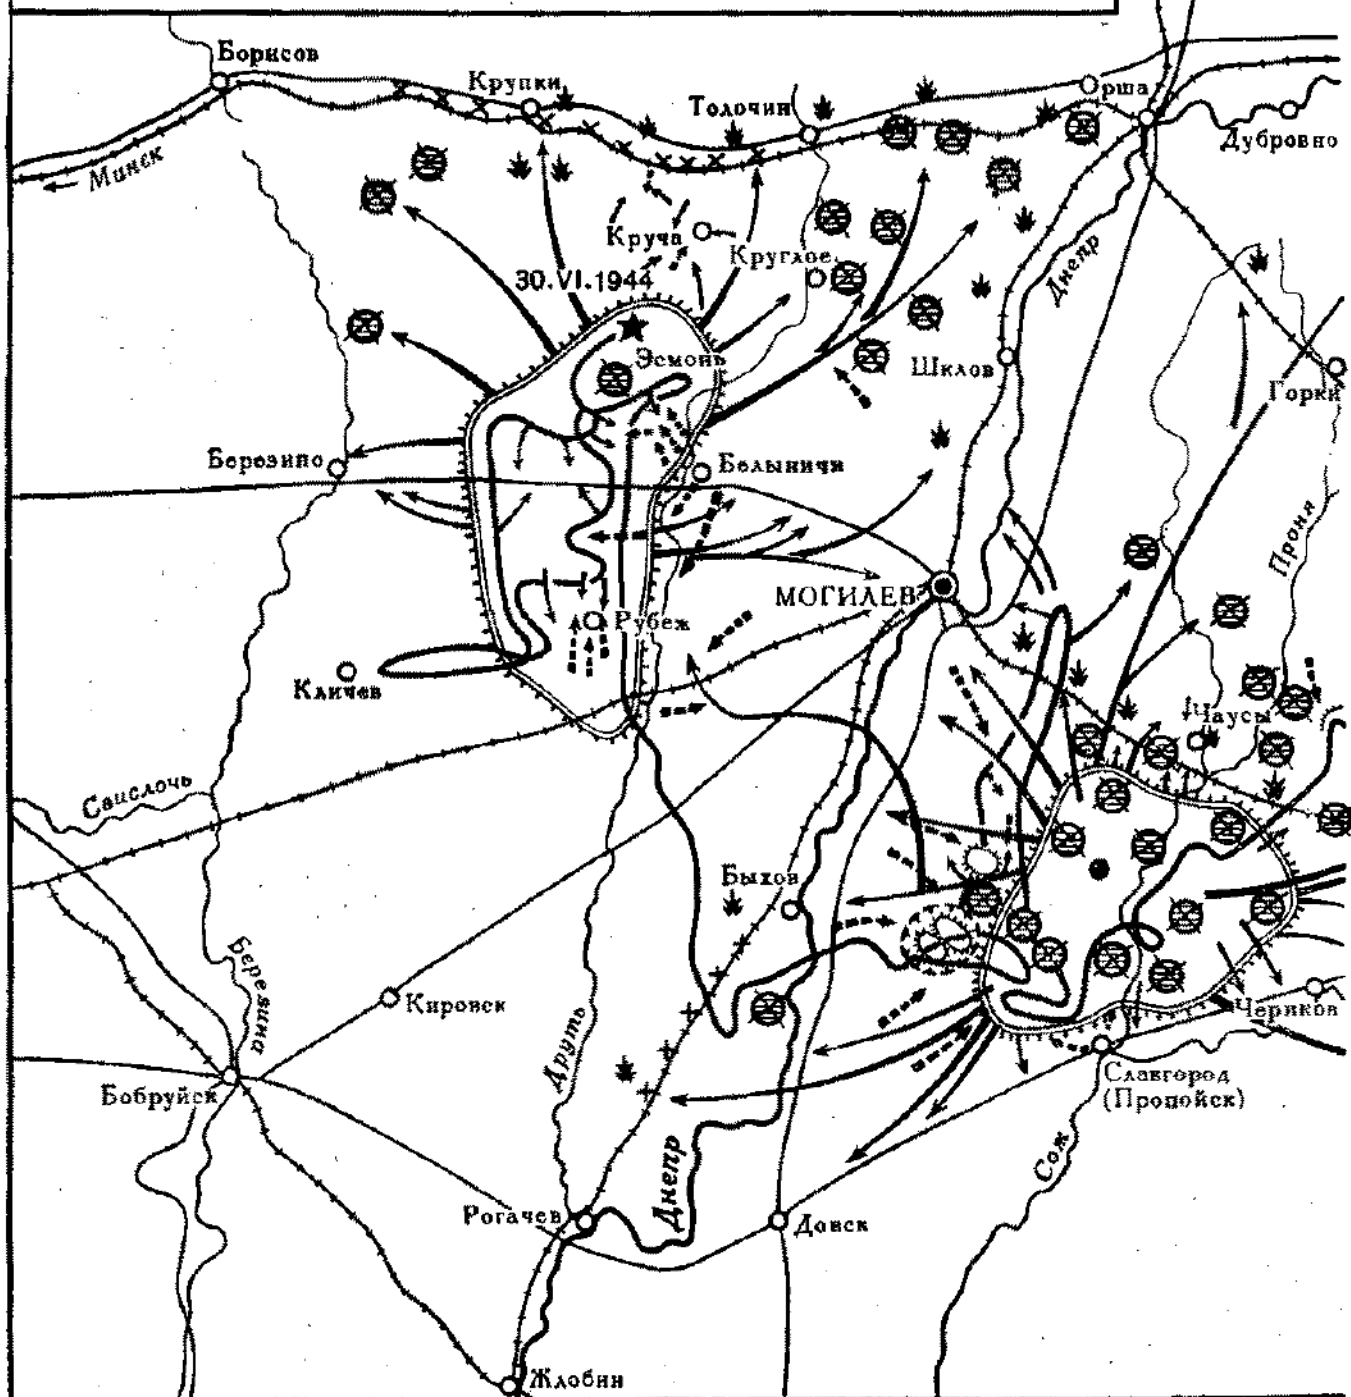 Борисов
Крупки
Толочин
Орша
Дубровно
Минск
Круча
Круглое
Днепр
30.VI.1944
Эсмонь
Шклов
Горки
Березино
Белыничи
Проня
МОГИЛЕВ
Рубеж
Кличев
Чаусы
Свислочь
Быхов
Березина
Кировск
Друть
Чериков
Бобруйск
Славгород
(Пропойск)
Днепр
Сож
Рогачев
Довск
Жлобин